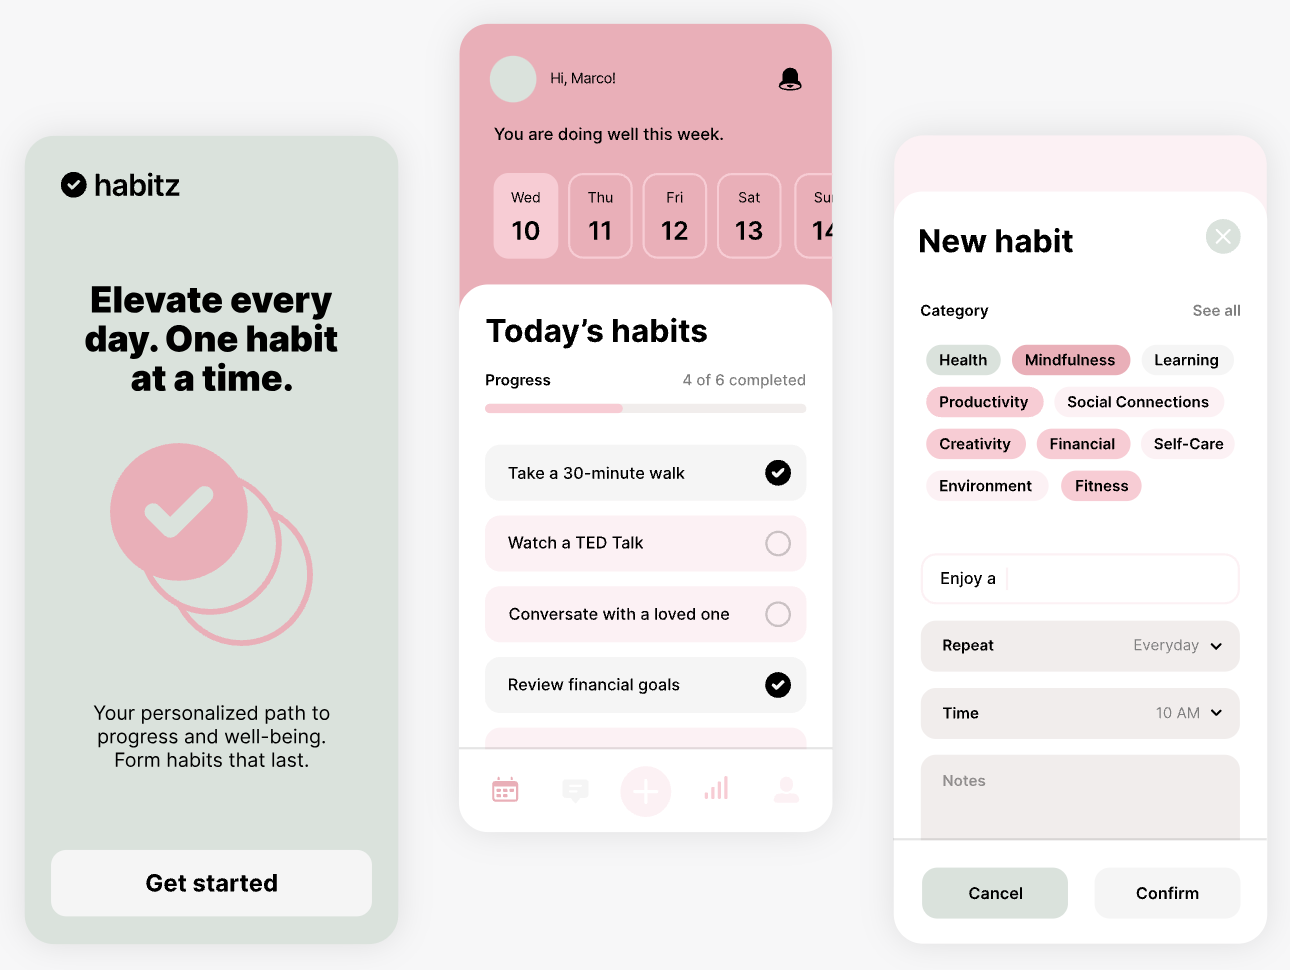 habitz
Elevate every
day. One habit
at a time.
Your personalized path to
progress and well-being.
Form habits that last.
Get started
Hi, Marco!
You are doing well this week.
Wed Thu Fri Sat Sun
10 11 12 13 14
Today’s habits
Progress 4 of 6 completed
Take a 30-minute walk
Watch a TED Talk
Conversate with a loved one
Review financial goals
New habit
Category See all
Health Mindfulness Learning
Productivity Social Connections
Creativity Financial Self-Care
Environment Fitness
Enjoy a
Repeat Everyday
Time 10 AM
Notes
Cancel Confirm